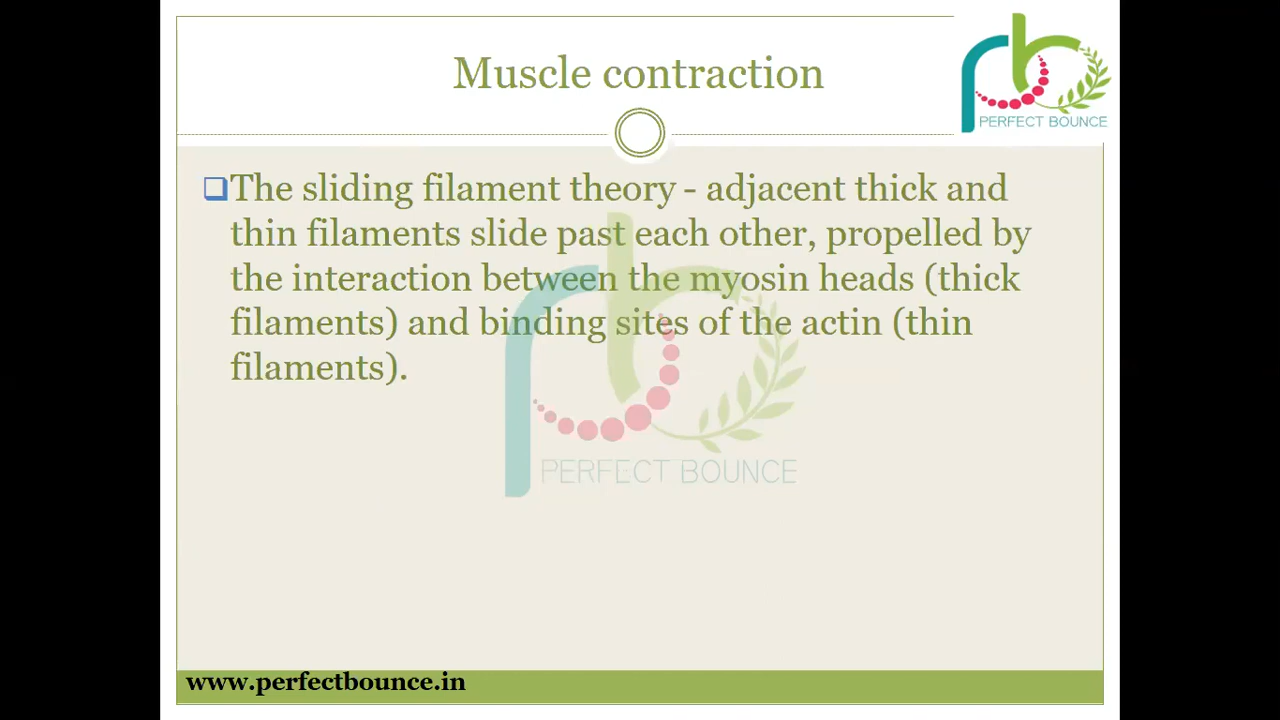 Muscle contraction
PERFECT BOUNCE
The sliding filament theory - adjacent thick and
thin filaments slide past each other, propelled by
the interaction between the myosin heads (thick
filaments) and binding sites of the actin (thin
filaments).
PERFECT BOUNCE
www.perfectbounce.in